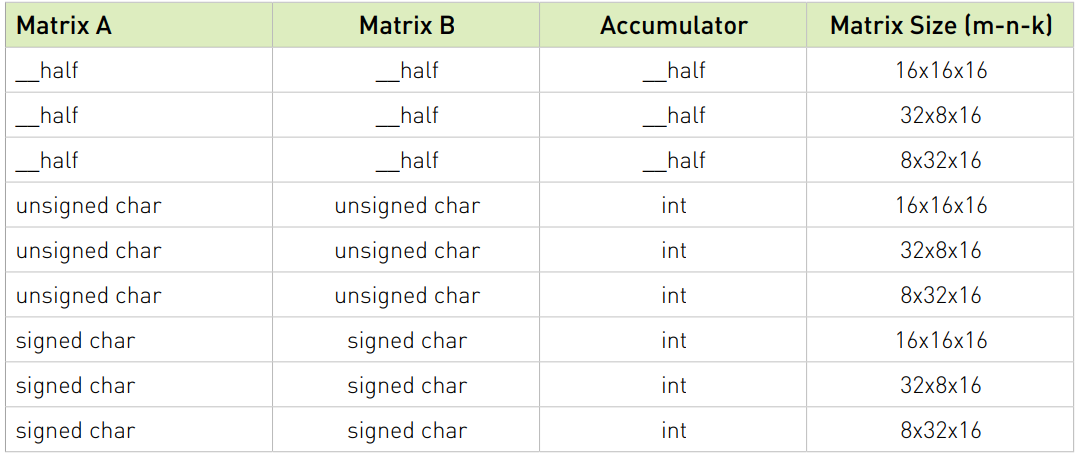 Matrix A Matrix B Accumulator Matrix Size (m-n-k)
__half __half __half 16x16x16
__half __half __half 32x8x16
__half __half __half 8x32x16
unsigned char unsigned char int 16x16x16
unsigned char unsigned char int 32x8x16
unsigned char unsigned char int 8x32x16
signed char signed char int 16x16x16
signed char signed char int 32x8x16
signed char signed char int 8x32x16